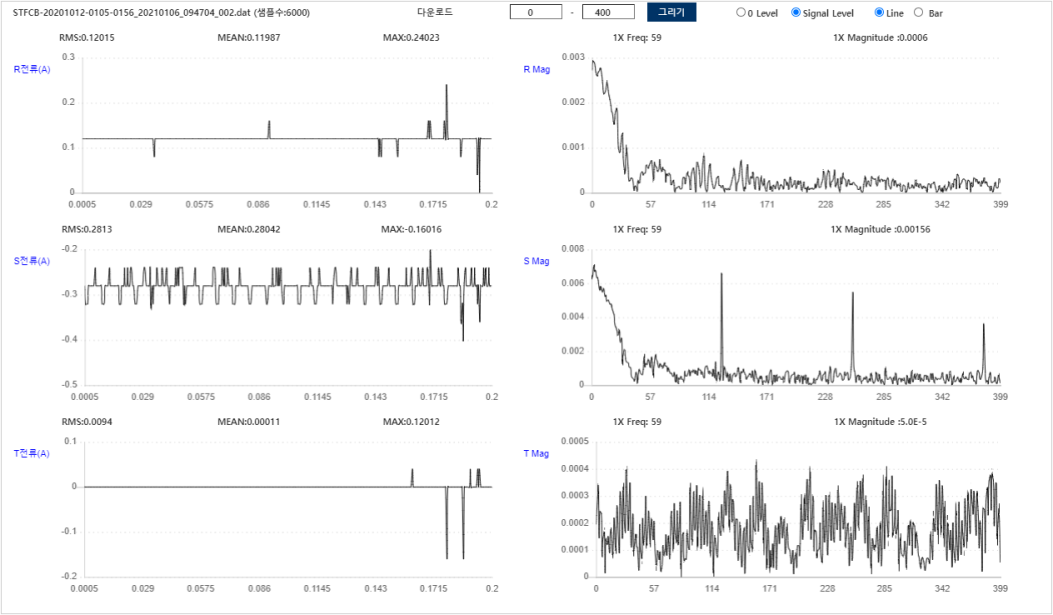 STFCB-20201012-0105-0156_20210106_094704_002.dat (샘플수:6000) 다운로드 0 - 400 그리기 0 Level Signal Level Line Bar
RMS:0.12015 MEAN:0.11987 MAX:0.24023
R전류(A)
0.3
0.2
0.1
0
0.0005 0.029 0.0575 0.086 0.1145 0.143 0.1715 0.2
1X Freq: 59 1X Magnitude :0.0006
R Mag
0.003
0.002
0.001
0
0 57 114 171 228 285 342 399
RMS:0.2813 MEAN:0.28042 MAX:-0.16016
S전류(A)
-0.2
-0.3
-0.4
-0.5
0.0005 0.029 0.0575 0.086 0.1145 0.143 0.1715 0.2
1X Freq: 59 1X Magnitude :0.00156
S Mag
0.008
0.006
0.004
0.002
0
0 57 114 171 228 285 342 399
RMS:0.0094 MEAN:0.00011 MAX:0.12012
T전류(A)
0.1
0
-0.1
-0.2
0.0005 0.029 0.0575 0.086 0.1145 0.143 0.1715 0.2
1X Freq: 59 1X Magnitude :5.0E-5
T Mag
0.0005
0.0004
0.0003
0.0002
0.0001
0
0 57 114 171 228 285 342 399